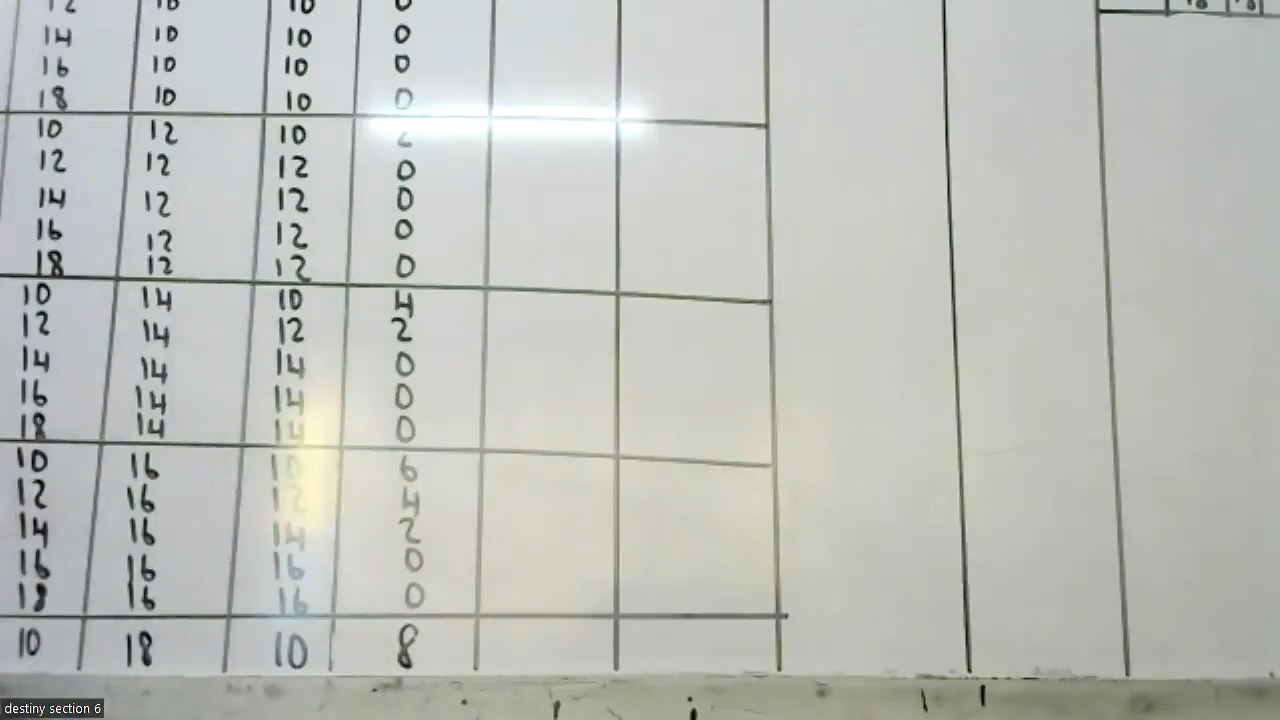 14 10 10 0
16 10 10 0
18 10 10 0
10 12 10
12 12 12 0
14 12 12 0
16 12 12 0
18 12 12 0
10 14 10 4
12 14 12 2
14 14 14 0
16 14 14 0
18 14 14 0
10 16 10 6
12 16 12 4
14 16 14 2
16 16 16 0
18 16 16 0
10 18 10 8
destiny section 6